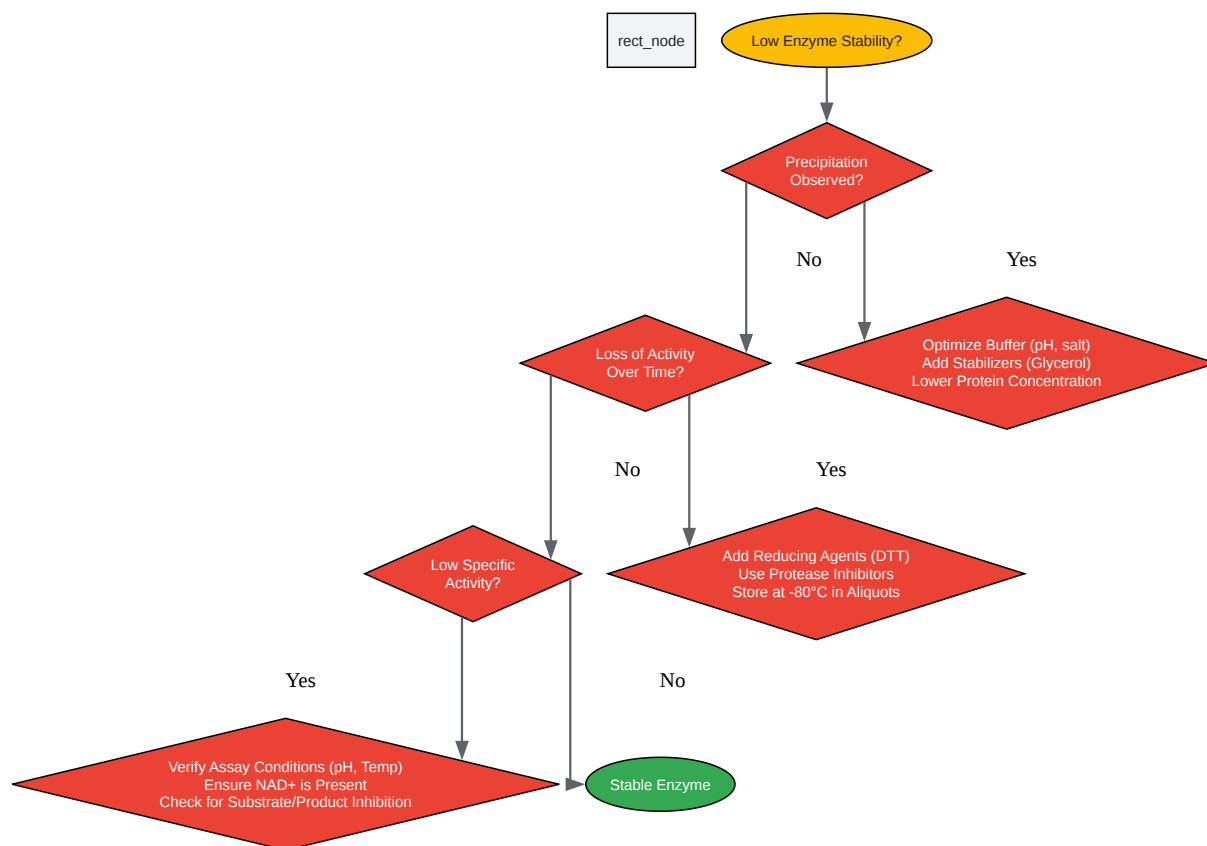 rect_node
Low Enzyme Stability?
Precipitation
Observed?
No
Yes
Loss of Activity
Over Time?
Optimize Buffer (pH, salt)
Add Stabilizers (Glycerol)
Lower Protein Concentration
No
Yes
Low Specific
Activity?
Add Reducing Agents (DTT)
Use Protease Inhibitors
Store at -80°C in Aliquots
Yes
No
Verify Assay Conditions (pH, Temp)
Ensure NAD+ is Present
Check for Substrate/Product Inhibition
Stable Enzyme